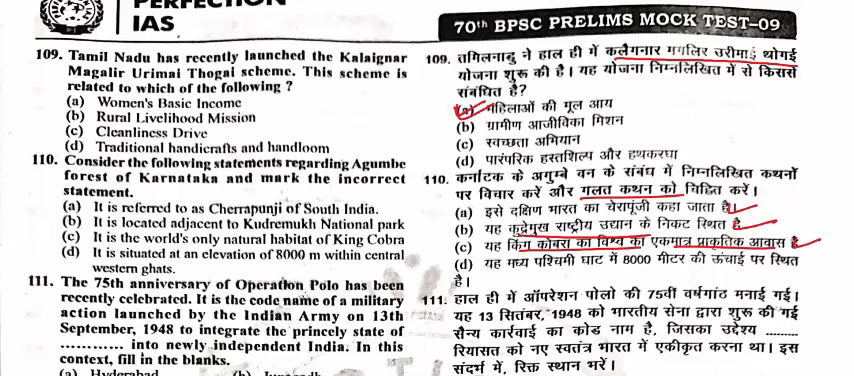 PERFECTION
IAS
70th BPSC PRELIMS MOCK TEST-09
109. Tamil Nadu has recently launched the Kalaignar
Magalir Urimai Thogai scheme. This scheme is
related to which of the following ?
(a) Women's Basic Income
(b) Rural Livelihood Mission
(c) Cleanliness Drive
(d) Traditional handicrafts and handloom
110. Consider the following statements regarding Agumbe
forest of Karnataka and mark the incorrect
statement.
(a) It is referred to as Cherrapunji of South India.
(b) It is located adjacent to Kudremukh National park
(c) It is the world's only natural habitat of King Cobra
(d) It is situated at an elevation of 8000 m within central
western ghats.
111. The 75th anniversary of Operation Polo has been
recently celebrated. It is the code name of a military
action launched by the Indian Army on 13th
September, 1948 to integrate the princely state of
............ into newly independent India. In this
context, fill in the blanks.
(a) Hyderabad (b) Junagadh
109. तमिलनाडु ने हाल ही में कलैगनार मगलिर उरीमाई थोगई
योजना शुरू की है। यह योजना निम्नलिखित में से किससे
संबंधित है?
(a) महिलाओं की मूल आय
(b) ग्रामीण आजीविका मिशन
(c) स्वच्छता अभियान
(d) पारंपरिक हस्तशिल्प और हथकरघा
110. कर्नाटक के अगुम्बे वन के संबंध में निम्नलिखित कथनों
पर विचार करें और गलत कथन को चिह्नित करें।
(a) इसे दक्षिण भारत का चेरापूंजी कहा जाता है।
(b) यह कुद्रेमुख राष्ट्रीय उद्यान के निकट स्थित है
(c) यह किंग कोबरा का विश्व का एकमात्र प्राकृतिक आवास है
(d) यह मध्य पश्चिमी घाट में 8000 मीटर की ऊंचाई पर स्थित
है।
111. हाल ही में ऑपरेशन पोलो की 75वीं वर्षगांठ मनाई गई।
यह 13 सितंबर, 1948 को भारतीय सेना द्वारा शुरू की गई
सैन्य कार्रवाई का कोड नाम है, जिसका उद्देश्य .........
रियासत को नए स्वतंत्र भारत में एकीकृत करना था। इस
संदर्भ में, रिक्त स्थान भरें।